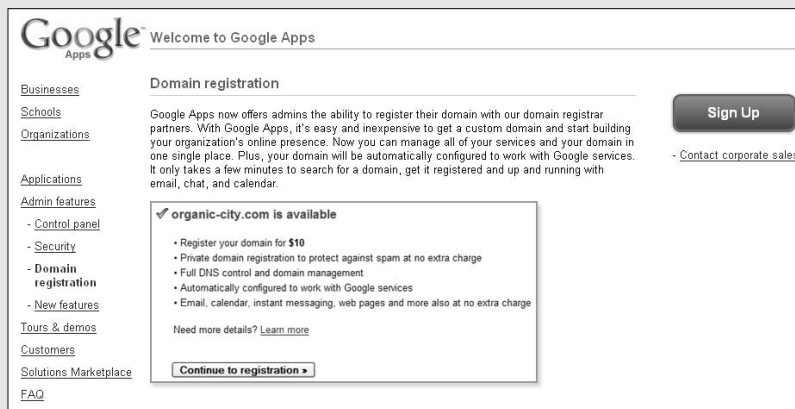 Google™
Apps
Welcome to Google Apps
Businesses
Schools
Organizations
Applications
Admin features
- Control panel
- Security
- Domain
registration
- New features
Tours & demos
Customers
Solutions Marketplace
FAQ
Domain registration
Google Apps now offers admins the ability to register their domain with our domain registrar
partners. With Google Apps, it's easy and inexpensive to get a custom domain and start building
your organization's online presence. Now you can manage all of your services and your domain in
one single place. Plus, your domain will be automatically configured to work with Google services.
It only takes a few minutes to search for a domain, get it registered and up and running with
email, chat, and calendar.
organic-city.com is available
• Register your domain for $10
• Private domain registration to protect against spam at no extra charge
• Full DNS control and domain management
• Automatically configured to work with Google services
• Email, calendar, instant messaging, web pages and more also at no extra charge
Need more details? Learn more
Continue to registration »
Sign Up
- Contact corporate sales